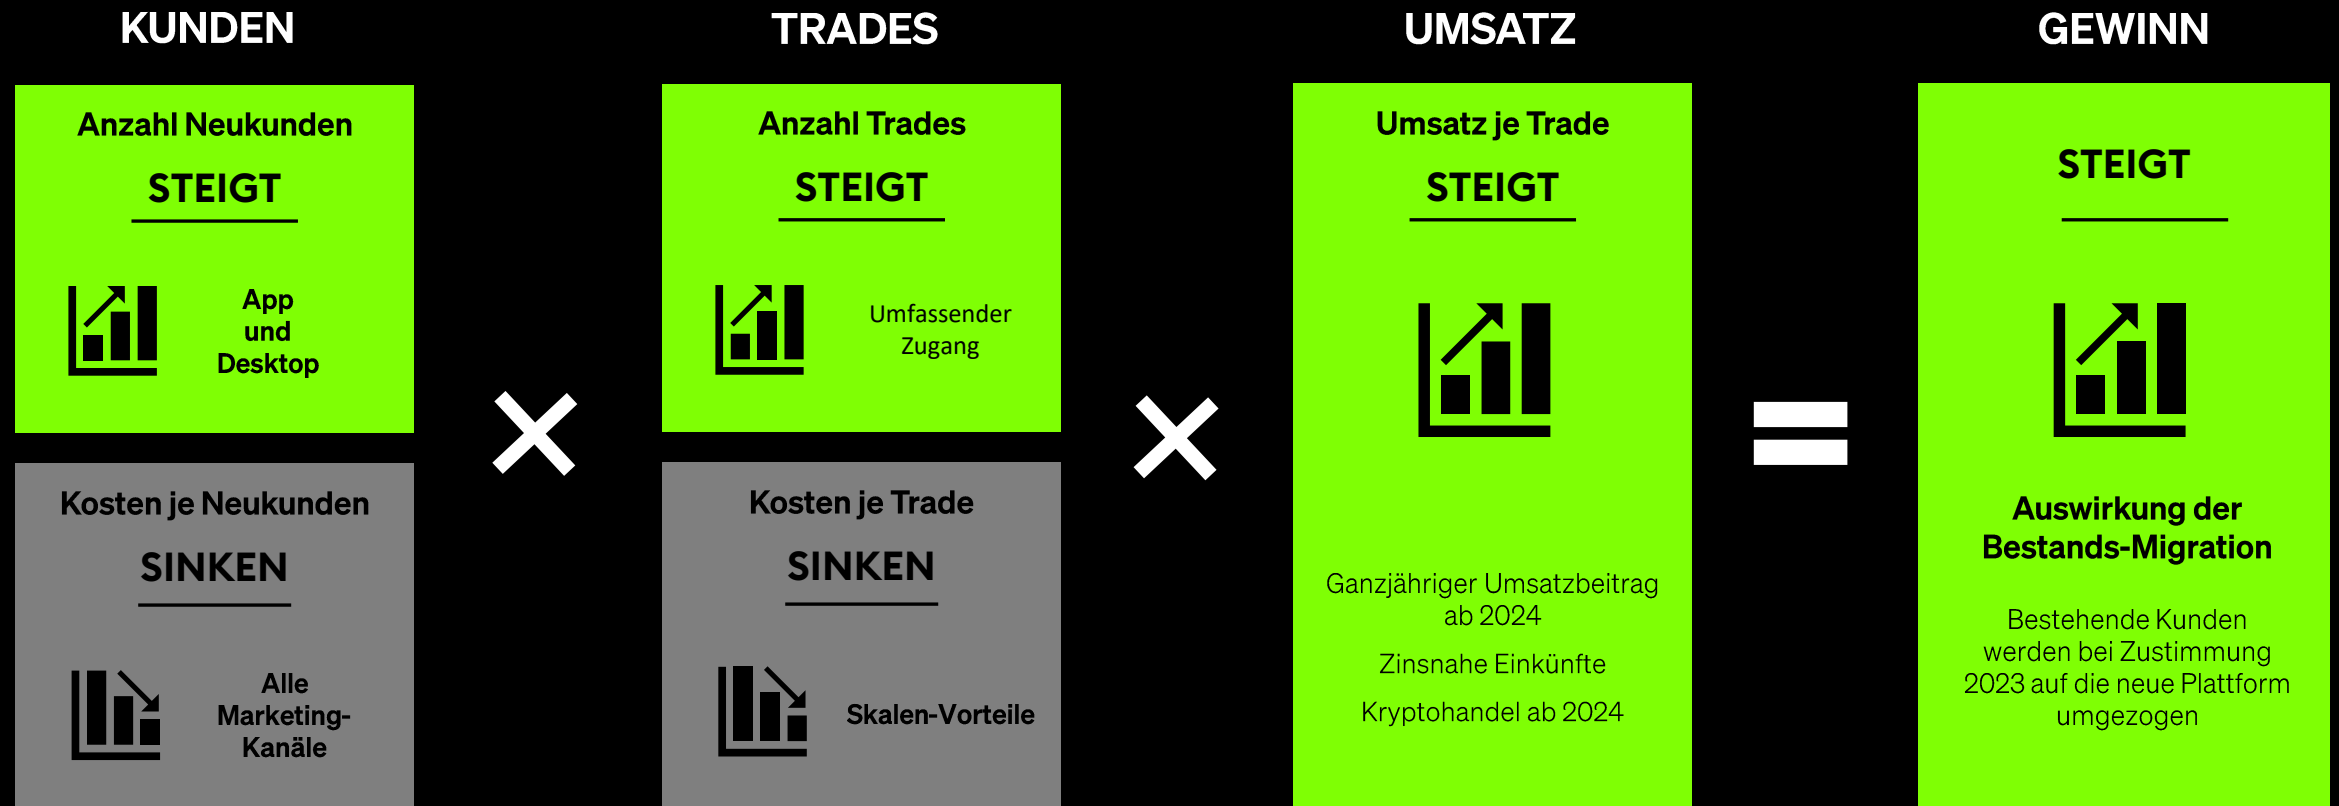 KUNDEN
Anzahl Neukunden
STEIGT
App
und
Desktop
Kosten je Neukunden
SINKEN
Alle
Marketing-
Kanäle
TRADES
Anzahl Trades
STEIGT
Umfassender
Zugang
Kosten je Trade
SINKEN
Skalen-Vorteile
UMSATZ
Umsatz je Trade
STEIGT
Ganzjähriger Umsatzbeitrag
ab 2024
Zinsnahe Einkünfte
Kryptohandel ab 2024
GEWINN
STEIGT
Auswirkung der
Bestands-Migration
Bestehende Kunden
werden bei Zustimmung
2023 auf die neue Plattform
umgezogen